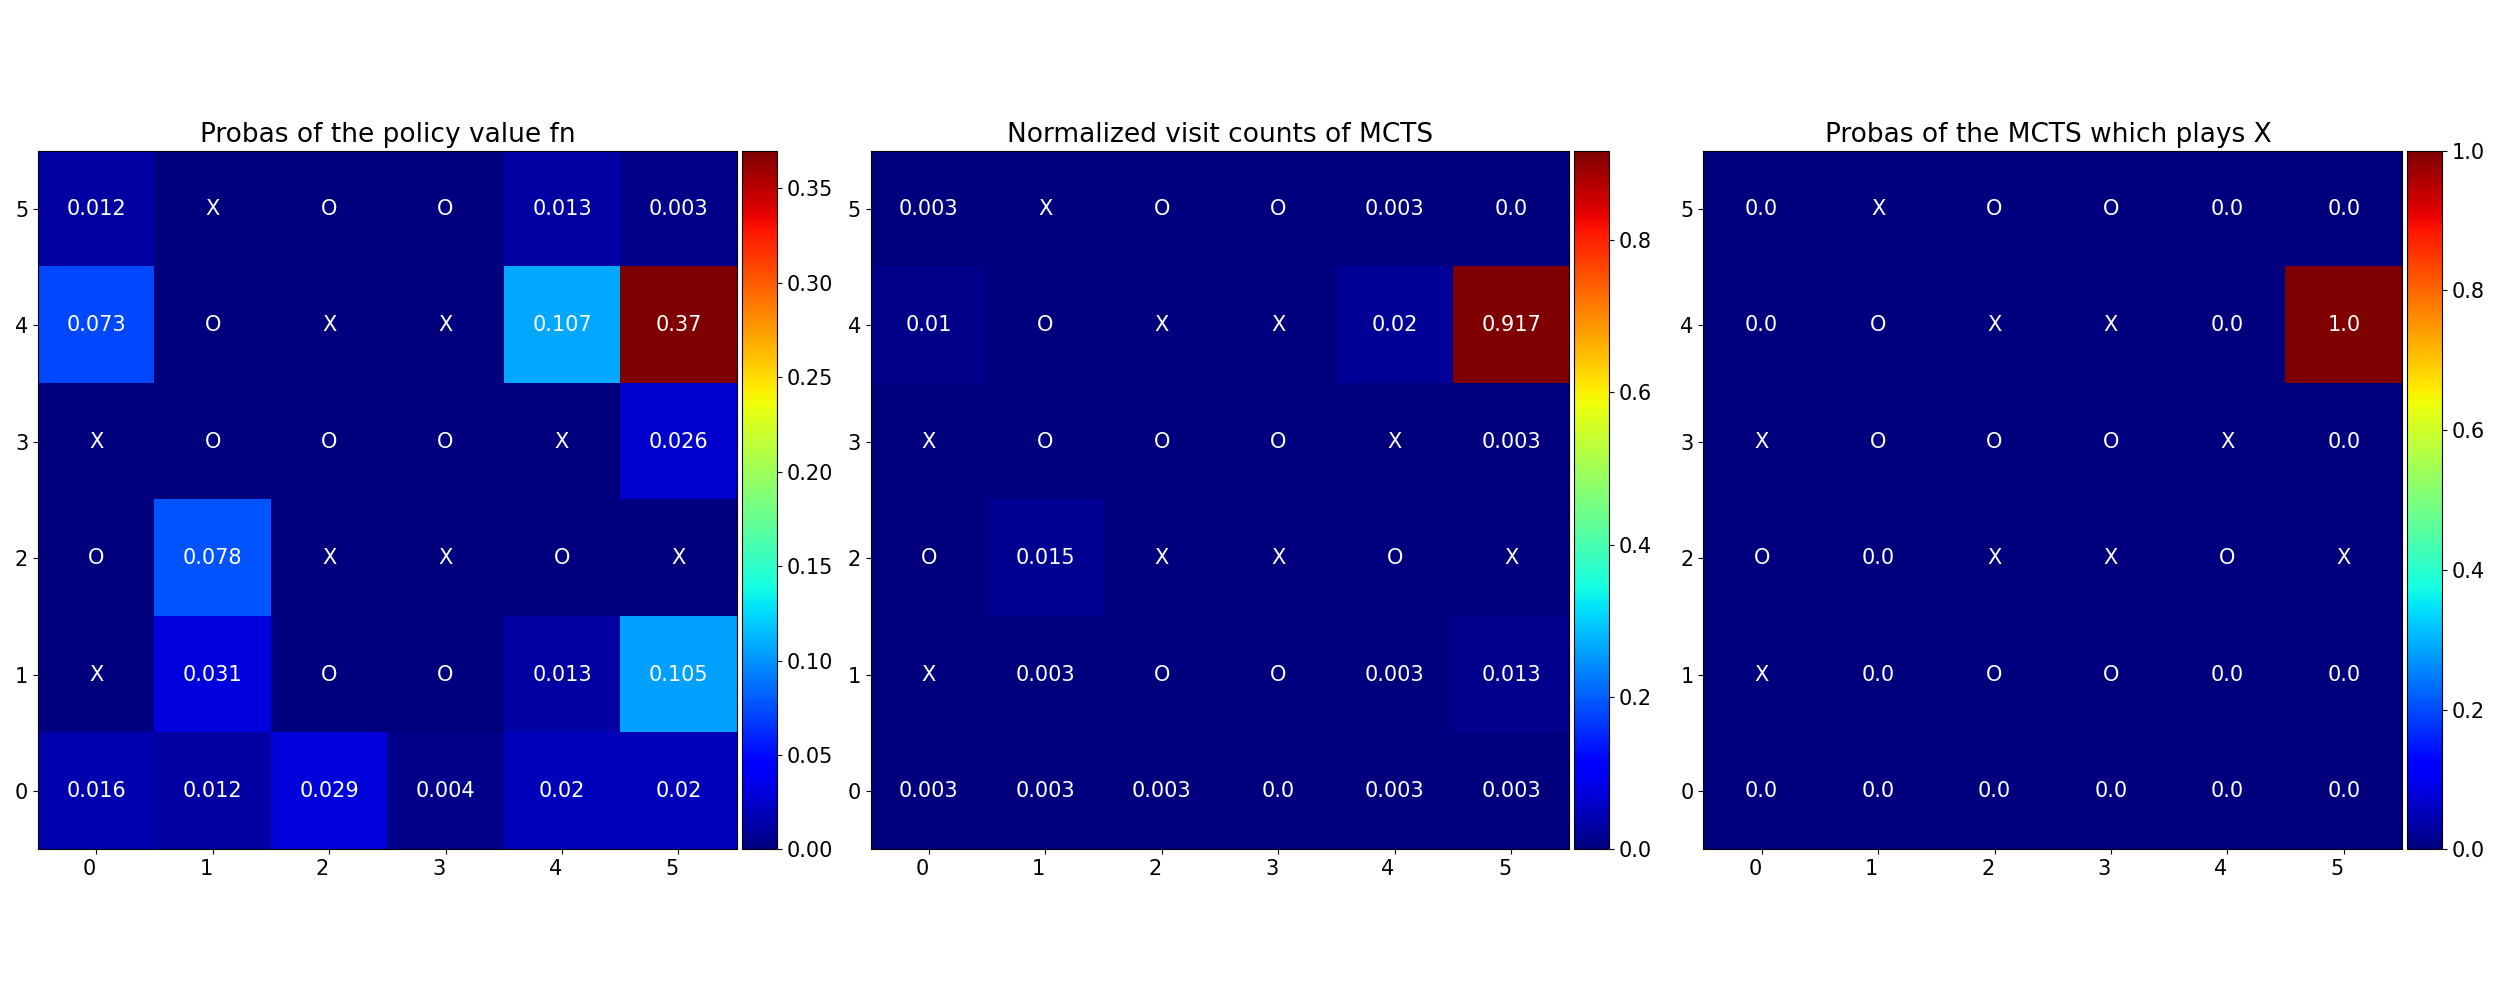 Probas of the policy value fn
5 0.012 X O O 0.013 0.003
4 0.073 O X X 0.107 0.37
3 X O O O X 0.026
2 O 0.078 X X O X
1 X 0.031 O O 0.013 0.105
0 0.016 0.012 0.029 0.004 0.02 0.02
0 1 2 3 4 5
0.35
0.30
0.25
0.20
0.15
0.10
0.05
0.00
Normalized visit counts of MCTS
5 0.003 X O O 0.003 0.0
4 0.01 O X X 0.02 0.917
3 X O O O X 0.003
2 O 0.015 X X O X
1 X 0.003 O O 0.003 0.013
0 0.003 0.003 0.003 0.0 0.003 0.003
0 1 2 3 4 5
0.8
0.6
0.4
0.2
0.0
Probas of the MCTS which plays X
5 0.0 X O O 0.0 0.0
4 0.0 O X X 0.0 1.0
3 X O O O X 0.0
2 O 0.0 X X O X
1 X 0.0 O O 0.0 0.0
0 0.0 0.0 0.0 0.0 0.0 0.0
0 1 2 3 4 5
1.0
0.8
0.6
0.4
0.2
0.0